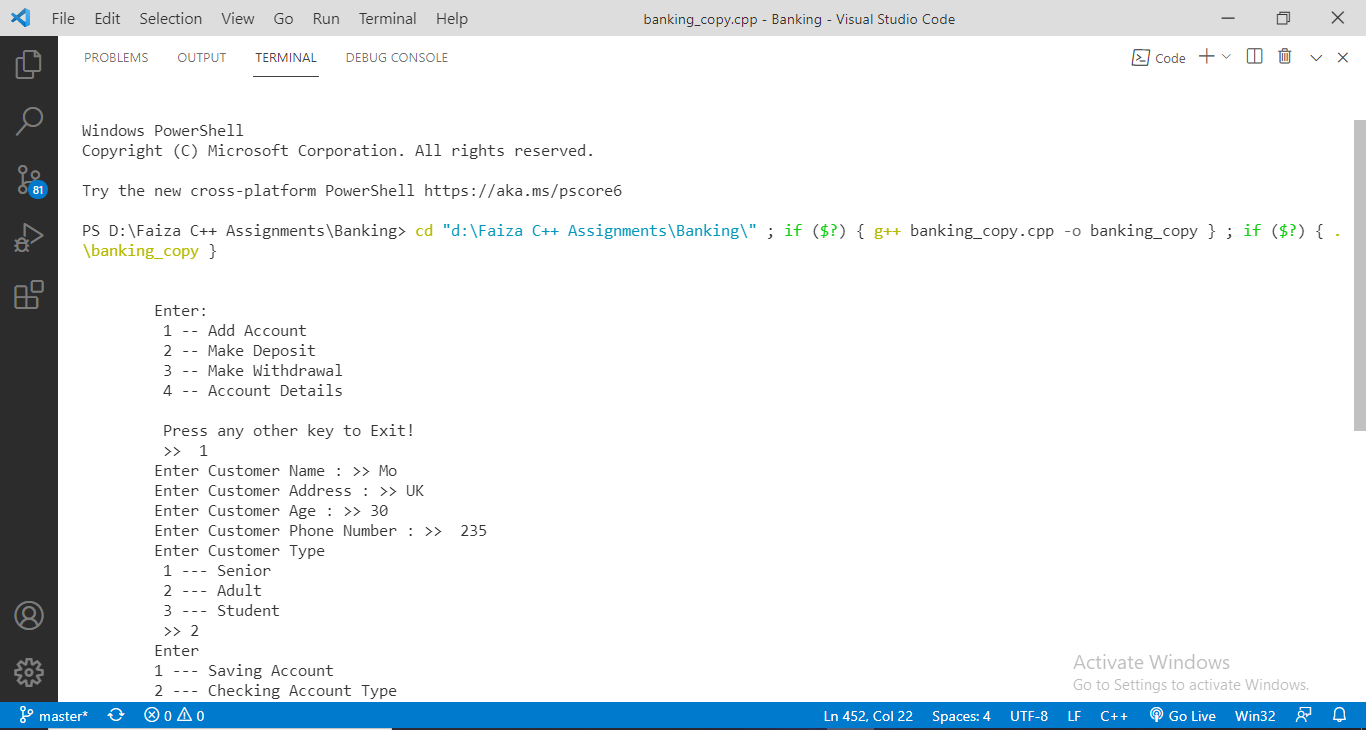 File Edit Selection View Go Run Terminal Help banking_copy.cpp - Banking - Visual Studio Code
PROBLEMS OUTPUT TERMINAL DEBUG CONSOLE Code
Windows PowerShell
Copyright (C) Microsoft Corporation. All rights reserved.
Try the new cross-platform PowerShell https://aka.ms/pscore6
PS D:\Faiza C++ Assignments\Banking> cd "d:\Faiza C++ Assignments\Banking\" ; if ($?) { g++ banking_copy.cpp -o banking_copy } ; if ($?) { .
\banking_copy }
Enter:
1 -- Add Account
2 -- Make Deposit
3 -- Make Withdrawal
4 -- Account Details
Press any other key to Exit!
>> 1
Enter Customer Name : >> Mo
Enter Customer Address : >> UK
Enter Customer Age : >> 30
Enter Customer Phone Number : >> 235
Enter Customer Type
1 --- Senior
2 --- Adult
3 --- Student
>> 2
Enter
1 --- Saving Account
2 --- Checking Account Type
81
Activate Windows
Go to Settings to activate Windows.
master* 0 0 Ln 452, Col 22 Spaces: 4 UTF-8 LF C++ Go Live Win32